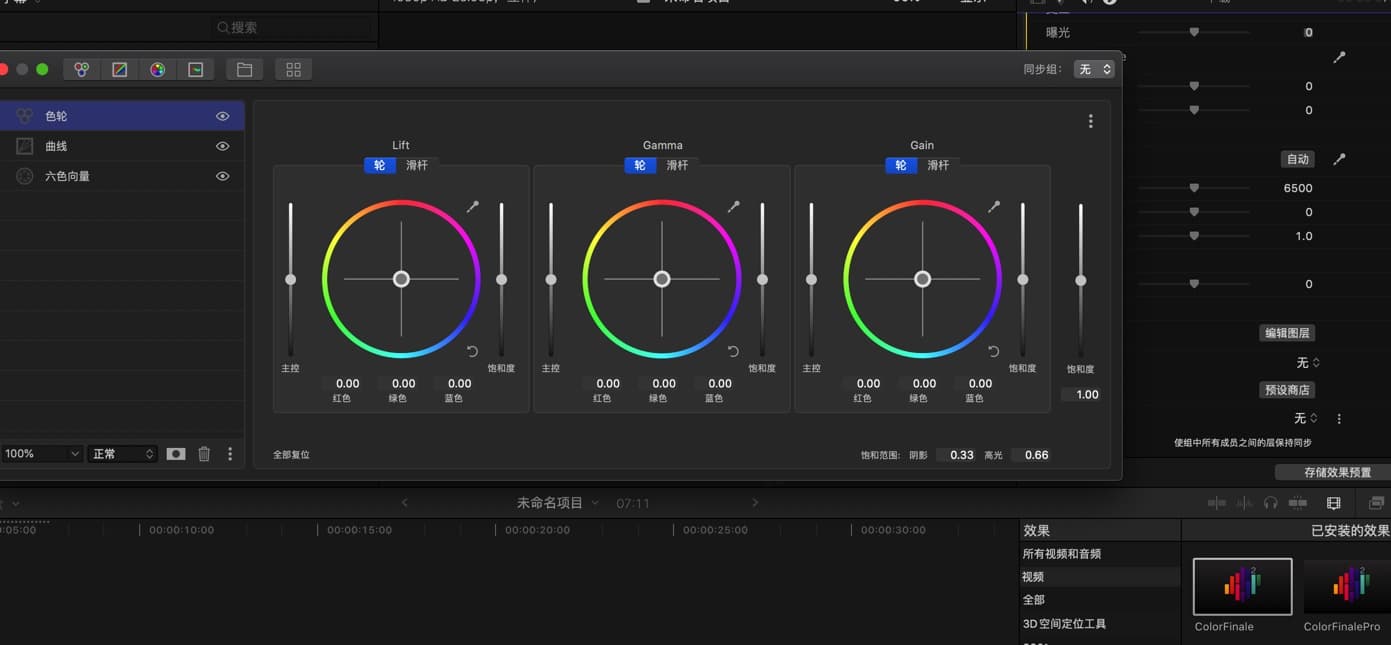 搜索
未命名项目
曝光
0
同步组：
无
色轮
曲线
六色向量
0
0
自动
6500
0
1.0
0
Lift
Gamma
Gain
轮
滑杆
轮
滑杆
轮
滑杆
主控
饱和度
主控
饱和度
主控
饱和度
饱和度
0.00
0.00
0.00
红色
绿色
蓝色
0.00
0.00
0.00
红色
绿色
蓝色
0.00
0.00
0.00
红色
绿色
蓝色
1.00
编辑图层
无
预设商店
无
使组中所有成员之间的层保持同步
100%
正常
全部复位
饱和范围:
阴影
0.33
高光
0.66
存储效果预置
未命名项目
07:11
:05:00
00:00:10:00
00:00:15:00
00:00:20:00
00:00:25:00
00:00:30:00
效果
已安装的效果
所有视频和音频
视频
全部
3D 空间定位工具
2
2
ColorFinale
ColorFinalePro